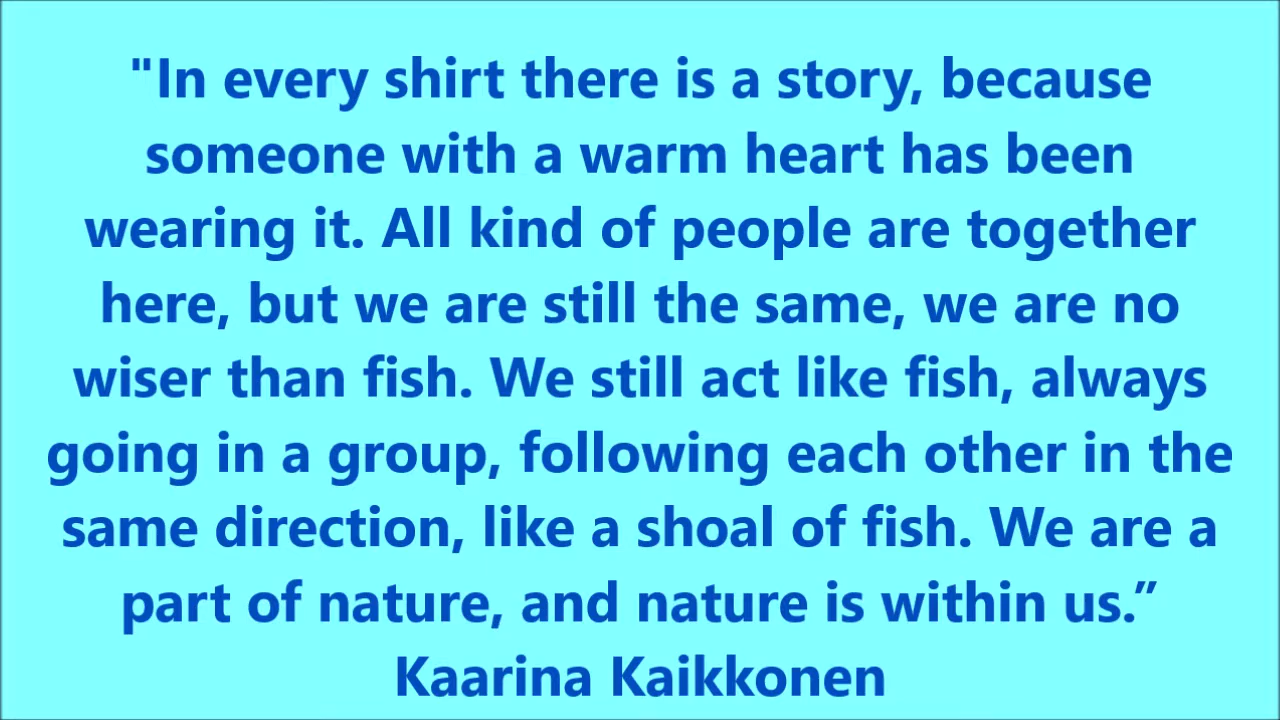 "In every shirt there is a story, because
someone with a warm heart has been
wearing it. All kind of people are together
here, but we are still the same, we are no
wiser than fish. We still act like fish, always
going in a group, following each other in the
same direction, like a shoal of fish. We are a
part of nature, and nature is within us.”
Kaarina Kaikkonen